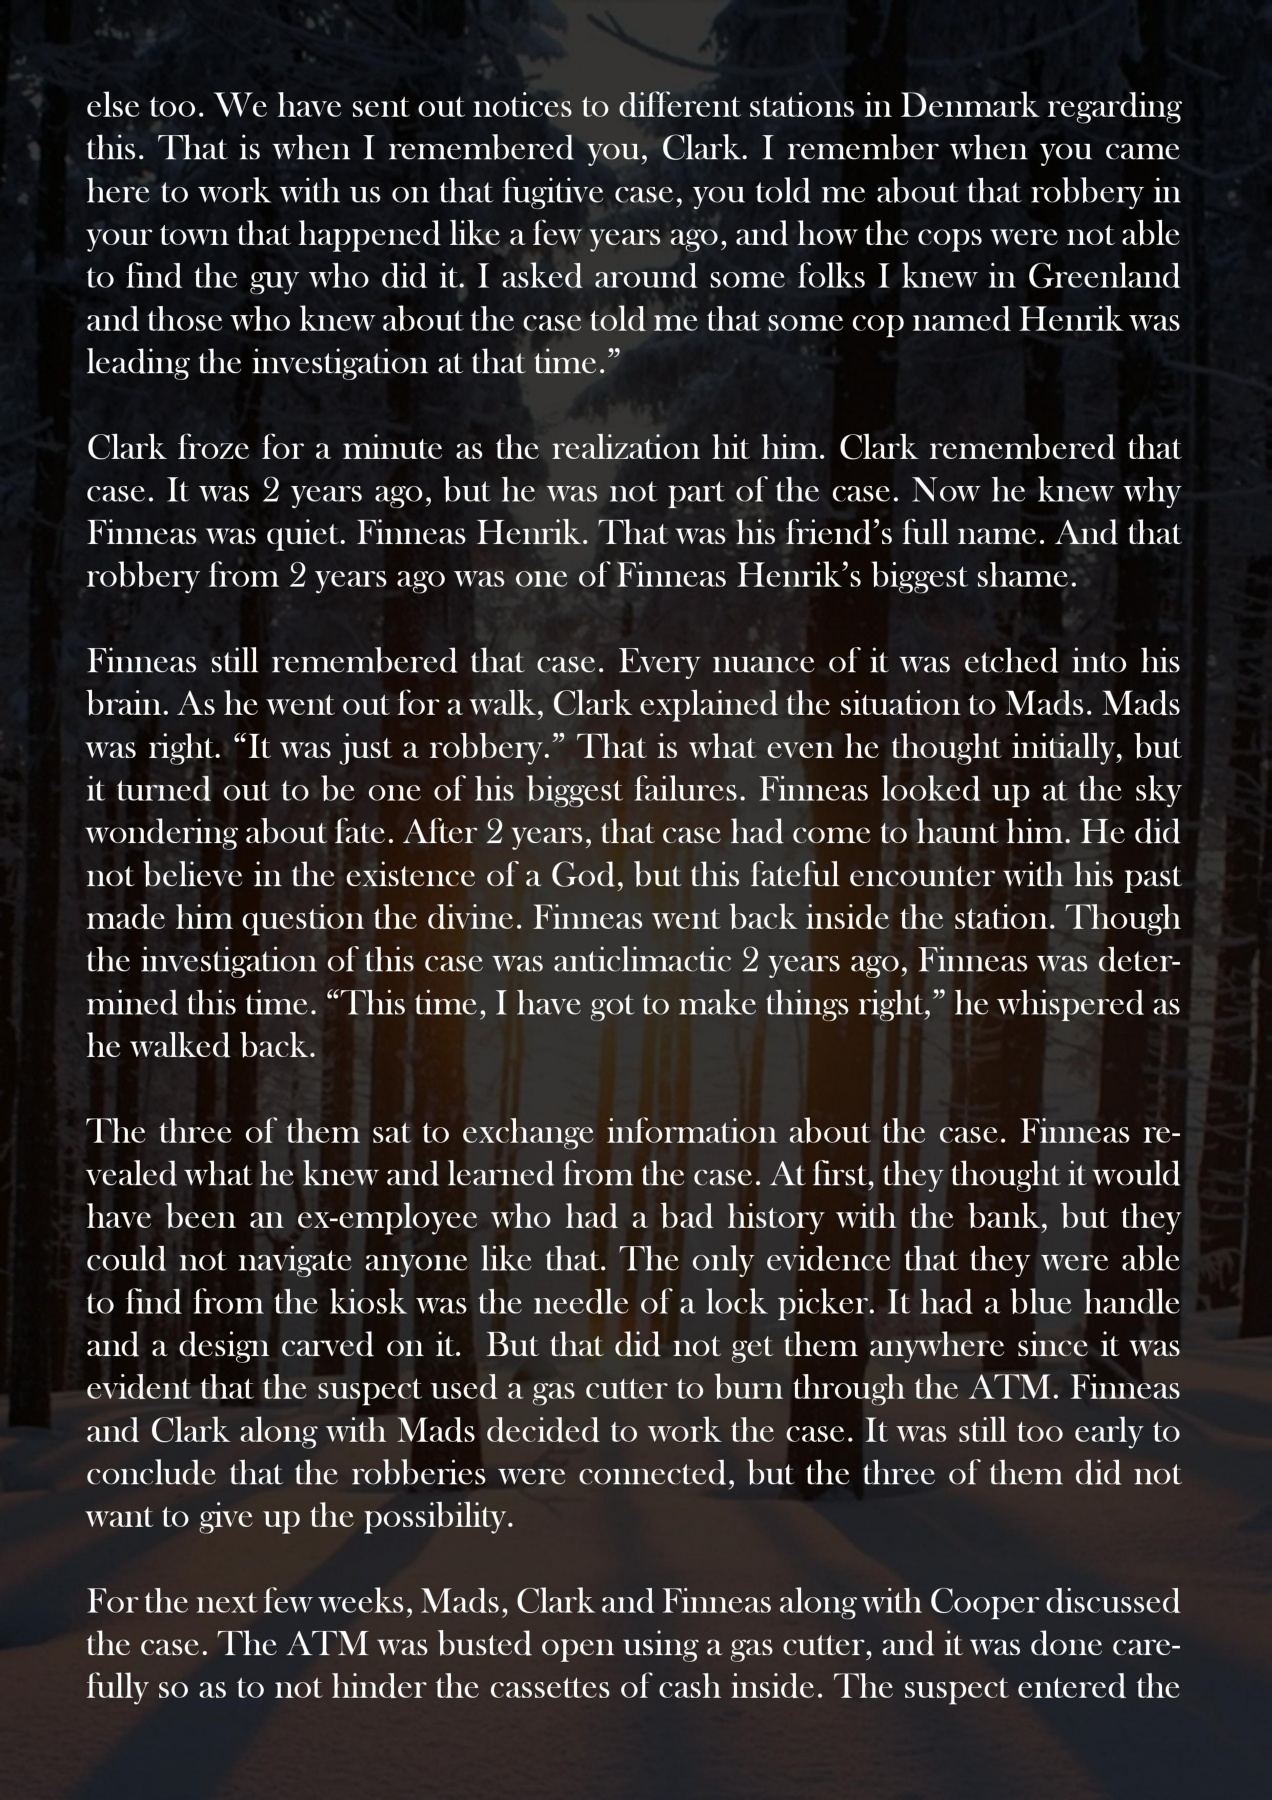 else too. We have sent out notices to different stations in Denmark regarding
this. That is when I remembered you, Clark. I remember when you came
here to work with us on that fugitive case, you told me about that robbery in
your town that happened like a few years ago, and how the cops were not able
to find the guy who did it. I asked around some folks I knew in Greenland
and those who knew about the case told me that some cop named Henrik was
leading the investigation at that time.”
Clark froze for a minute as the realization hit him. Clark remembered that
case. It was 2 years ago, but he was not part of the case. Now he knew why
Finneas was quiet. Finneas Henrik. That was his friend’s full name. And that
robbery from 2 years ago was one of Finneas Henrik’s biggest shame.
Finneas still remembered that case. Every nuance of it was etched into his
brain. As he went out for a walk, Clark explained the situation to Mads. Mads
was right. “It was just a robbery.” That is what even he thought initially, but
it turned out to be one of his biggest failures. Finneas looked up at the sky
wondering about fate. After 2 years, that case had come to haunt him. He did
not believe in the existence of a God, but this fateful encounter with his past
made him question the divine. Finneas went back inside the station. Though
the investigation of this case was anticlimactic 2 years ago, Finneas was deter-
mined this time. “This time, I have got to make things right,” he whispered as
he walked back.
The three of them sat to exchange information about the case. Finneas re-
vealed what he knew and learned from the case. At first, they thought it would
have been an ex-employee who had a bad history with the bank, but they
could not navigate anyone like that. The only evidence that they were able
to find from the kiosk was the needle of a lock picker. It had a blue handle
and a design carved on it.  But that did not get them anywhere since it was
evident that the suspect used a gas cutter to burn through the ATM. Finneas
and Clark along with Mads decided to work the case. It was still too early to
conclude that the robberies were connected, but the three of them did not
want to give up the possibility.
For the next few weeks, Mads, Clark and Finneas along with Cooper discussed
the case. The ATM was busted open using a gas cutter, and it was done care-
fully so as to not hinder the cassettes of cash inside. The suspect entered the